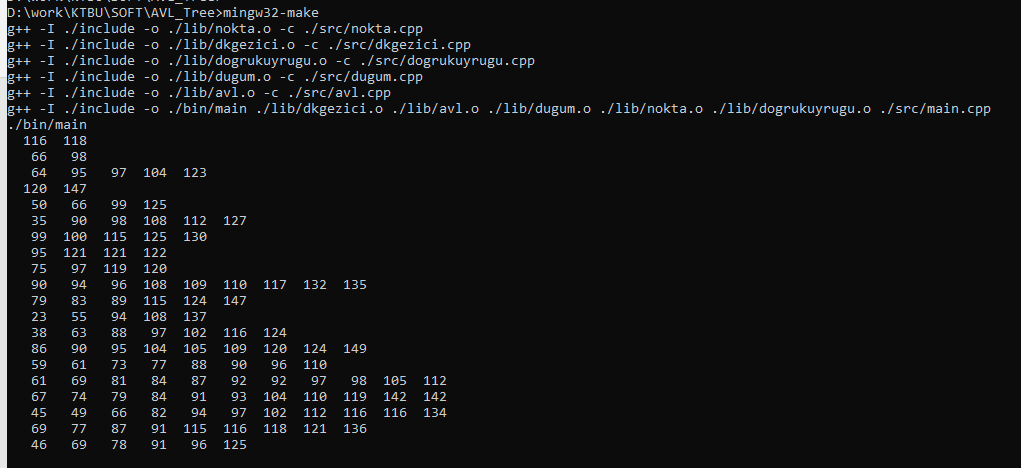 D:\work\KTBU\SOFT\AVL_Tree>mingw32-make
g++ -I ./include -o ./lib/nokta.o -c ./src/nokta.cpp
g++ -I ./include -o ./lib/dkgezici.o -c ./src/dkgezici.cpp
g++ -I ./include -o ./lib/dogrukuyrugu.o -c ./src/dogrukuyrugu.cpp
g++ -I ./include -o ./lib/dugum.o -c ./src/dugum.cpp
g++ -I ./include -o ./lib/avl.o -c ./src/avl.cpp
g++ -I ./include -o ./bin/main ./lib/dkgezici.o ./lib/avl.o ./lib/dugum.o ./lib/nokta.o ./lib/dogrukuyrugu.o ./src/main.cpp
./bin/main
116 118
66 98
64 95 97 104 123
120 147
50 66 99 125
35 90 98 108 112 127
99 100 115 125 130
95 121 121 122
75 97 119 120
90 94 96 108 109 110 117 132 135
79 83 89 115 124 147
23 55 94 108 137
38 63 88 97 102 116 124
86 90 95 104 105 109 120 124 149
59 61 73 77 88 90 96 110
61 69 81 84 87 92 92 97 98 105 112
67 74 79 84 91 93 104 110 119 142 142
45 49 66 82 94 97 102 112 116 116 134
69 77 87 91 115 116 118 121 136
46 69 78 91 96 125